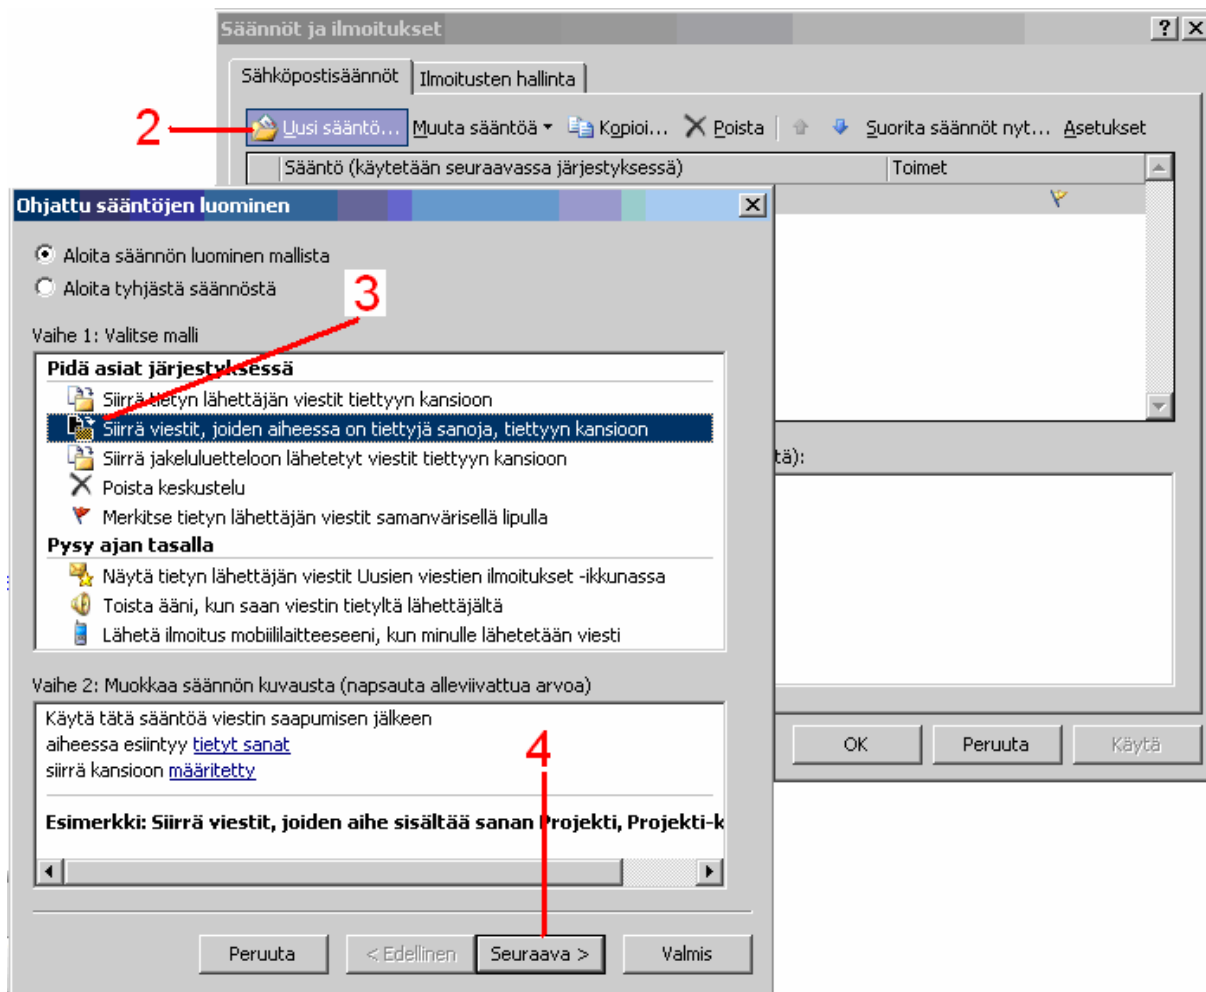 Säännöt ja ilmoitukset
Sähköpostisäännöt Ilmoitusten hallinta
2
Uusi sääntö... Muuta sääntöä Kopioi... Poista Suorita säännöt nyt... Asetukset
Sääntö (käytetään seuraavassa järjestyksessä) Toimet
tä):
OK Peruuta Käytä
Ohjattu sääntöjen luominen
Aloita säännön luominen mallista
Aloita tyhjästä säännöstä
3
Vaihe 1: Valitse malli
Pidä asiat järjestyksessä
Siirrä tietyn lähettäjän viestit tiettyyn kansioon
Siirrä viestit, joiden aiheessa on tiettyjä sanoja, tiettyyn kansioon
Siirrä jakeluluetteloon lähetetyt viestit tiettyyn kansioon
Poista keskustelu
Merkitse tietyn lähettäjän viestit samanvärisellä lipulla
Pysy ajan tasalla
Näytä tietyn lähettäjän viestit Uusien viestien ilmoitukset -ikkunassa
Toista ääni, kun saan viestin tietyltä lähettäjältä
Lähetä ilmoitus mobiililaitteeseeni, kun minulle lähetetään viesti
Vaihe 2: Muokkaa säännön kuvausta (napsauta alleviivattua arvoa)
Käytä tätä sääntöä viestin saapumisen jälkeen
aiheessa esiintyy tietyt sanat
siirrä kansioon määritetty
4
Esimerkki: Siirrä viestit, joiden aihe sisältää sanan Projekti, Projekti-k
Peruuta < Edellinen Seuraava > Valmis